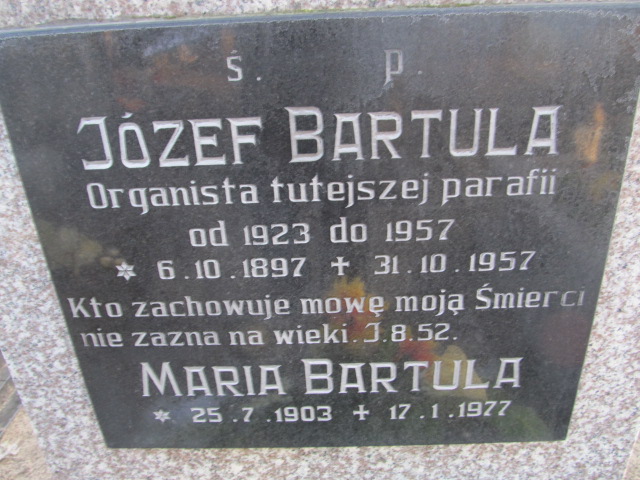 Ś. P.
JÓZEF BARTULA
Organista tutejszej parafii
od 1923 do 1957
* 6.10.1897 + 31.10.1957
Kto zachowuje mowę moją Śmierci
nie zazna na wieki. J.8.52.
MARIA BARTULA
* 25.7.1903 + 17.1.1977